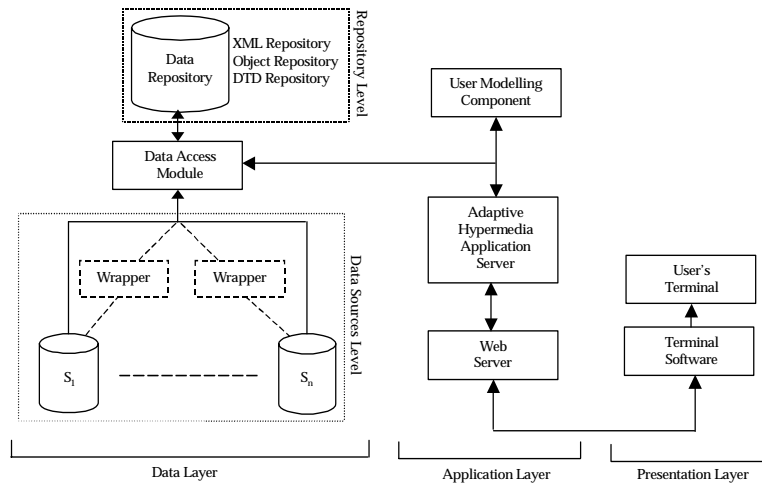 Data
Repository
XML Repository
Object Repository
DTD Repository
Repository Level
User Modelling
Component
Data Access
Module
Adaptive
Hypermedia
Application
Server
Wrapper
Wrapper
Data Sources Level
User's
Terminal
Web
Server
Terminal
Software
S1
Sn
Data Layer
Application Layer
Presentation Layer